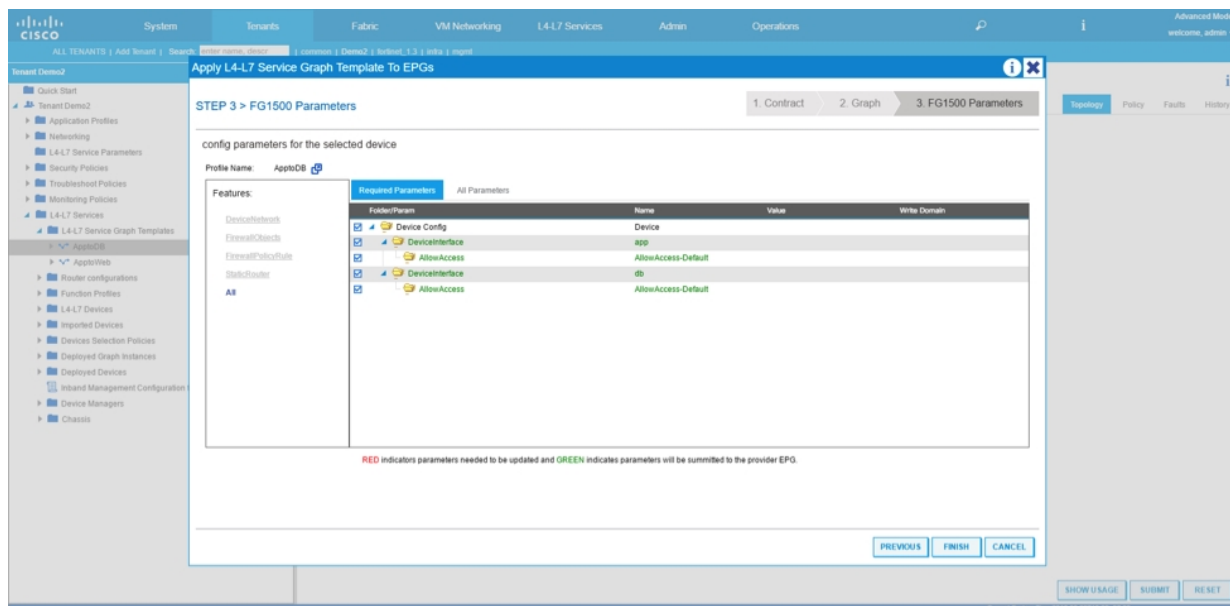 Advanced Mode
CISCO System Tenants Fabric VM Networking L4-L7 Services Admin Operations i welcome, admin
ALL TENANTS | Add Tenant | Search: enter name, descr | common | Demo2 | fortinet_1.3 | infra | mgmt
Tenant Demo2
Quick Start
Tenant Demo2
Application Profiles
Networking
L4-L7 Service Parameters
Security Policies
Troubleshoot Policies
Monitoring Policies
L4-L7 Services
L4-L7 Service Graph Templates
ApptoDB
ApptoWeb
Router configurations
Function Profiles
L4-L7 Devices
Imported Devices
Devices Selection Policies
Deployed Graph Instances
Deployed Devices
Inband Management Configuration
Device Managers
Chassis
Apply L4-L7 Service Graph Template To EPGs
i
STEP 3 > FG1500 Parameters
1. Contract 2. Graph 3. FG1500 Parameters
config parameters for the selected device
Profile Name: ApptoDB
Features:
DeviceNetwork
FirewallObjects
FirewallPolicyRule
StaticRouter
All
Required Parameters All Parameters
Folder/Param Name Value Write Domain
Device Config Device
DeviceInterface app
AllowAccess AllowAccess-Default
DeviceInterface db
AllowAccess AllowAccess-Default
RED indicators parameters needed to be updated and GREEN indicates parameters will be summitted to the provider EPG.
PREVIOUS FINISH CANCEL
i
Topology Policy Faults History
SHOW USAGE SUBMIT RESET